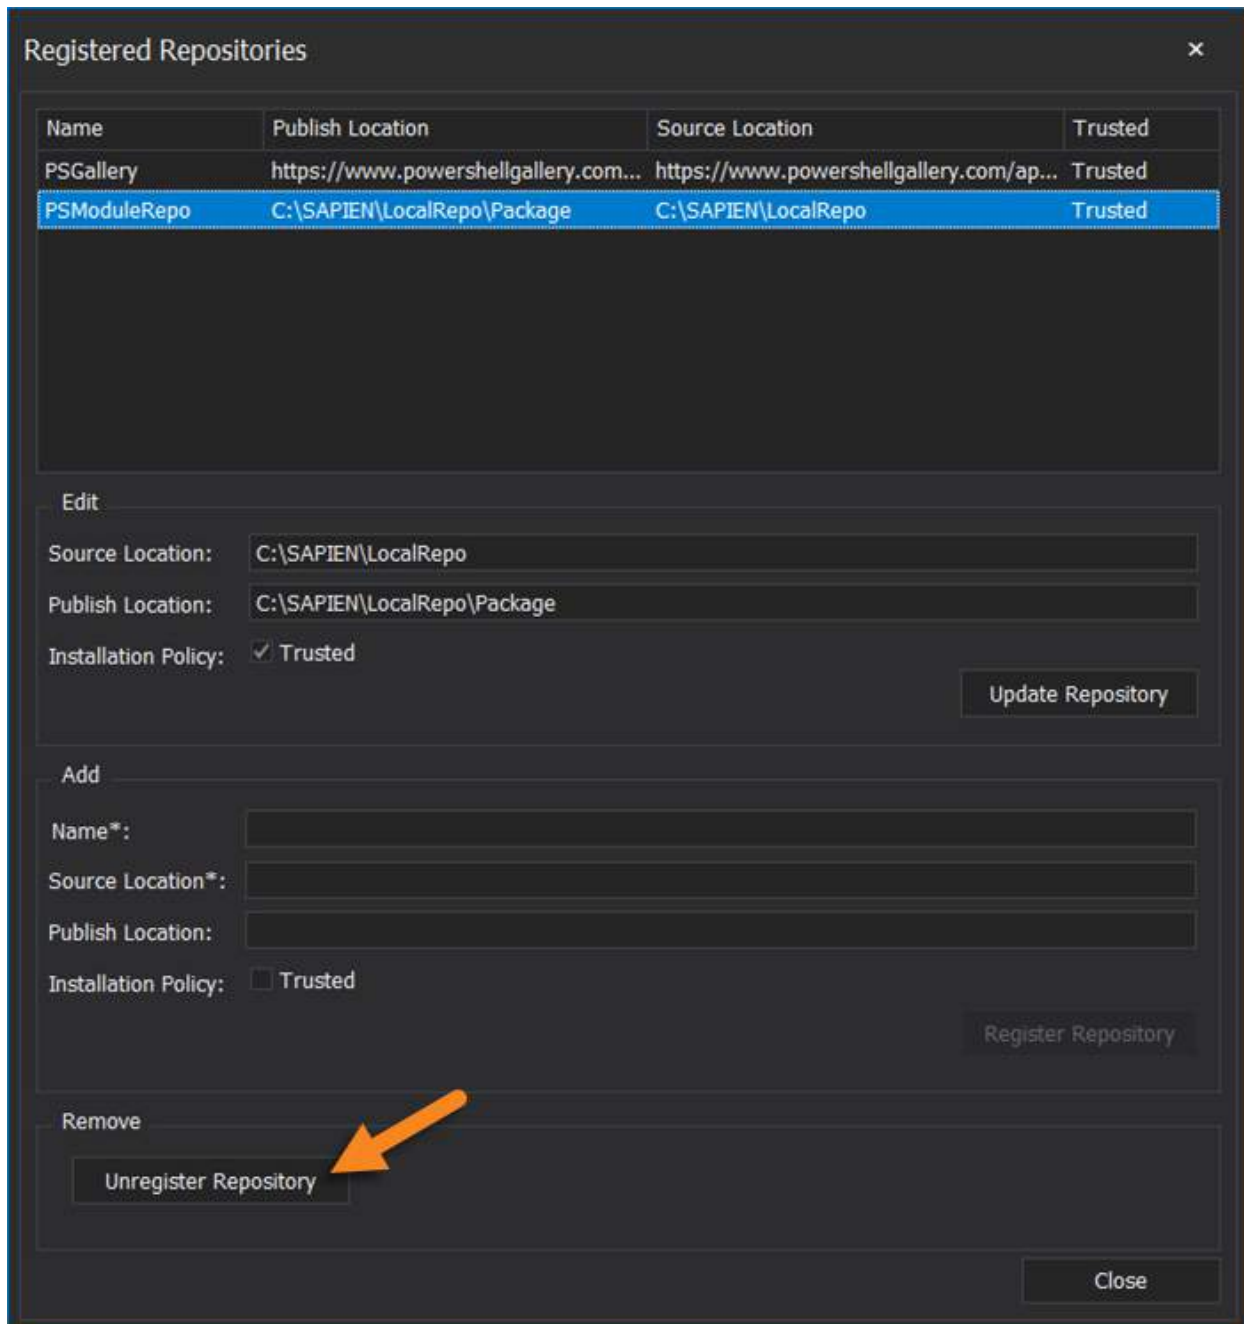 Registered Repositories
Name Publish Location Source Location Trusted
PSGallery https://www.powershellgallery.com... https://www.powershellgallery.com/ap... Trusted
PSModuleRepo C:\SAPIEN\LocalRepo\Package C:\SAPIEN\LocalRepo Trusted
Edit
Source Location: C:\SAPIEN\LocalRepo
Publish Location: C:\SAPIEN\LocalRepo\Package
Installation Policy: Trusted
Update Repository
Add
Name*:
Source Location*:
Publish Location:
Installation Policy: Trusted
Register Repository
Remove
Unregister Repository
Close